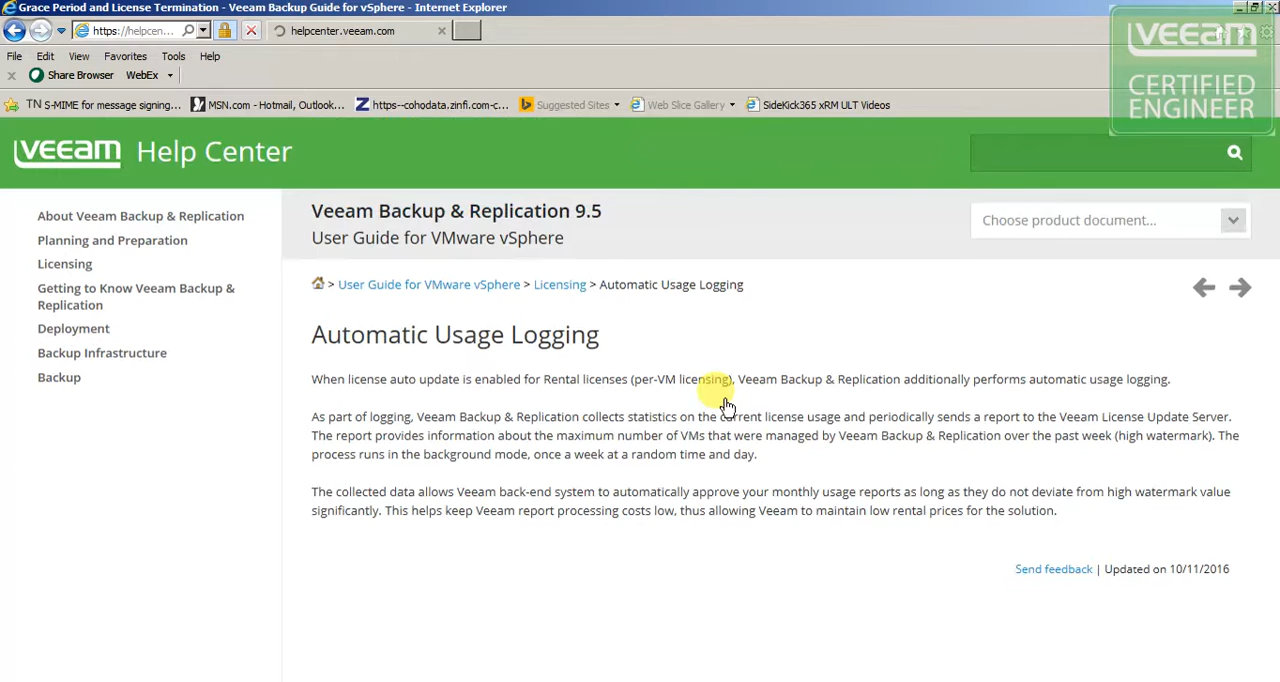 Grace Period and License Termination - Veeam Backup Guide for vSphere - Internet Explorer
https://helpcen...
helpcenter.veeam.com
File Edit View Favorites Tools Help
Share Browser WebEx
TN S-MIME for message signing... MSN.com - Hotmail, Outlook... https--cohodata.zinfi.com-c... Suggested Sites Web Slice Gallery SideKick365 xRM ULT Updates
veeam
CERTIFIED
ENGINEER
veeam Help Center
About Veeam Backup & Replication
Planning and Preparation
Licensing
Getting to Know Veeam Backup &
Replication
Deployment
Backup Infrastructure
Backup
Veeam Backup & Replication 9.5
User Guide for VMware vSphere
Choose product document...
> User Guide for VMware vSphere > Licensing > Automatic Usage Logging
Automatic Usage Logging
When license auto update is enabled for Rental licenses (per-VM licensing), Veeam Backup & Replication additionally performs automatic usage logging.
As part of logging, Veeam Backup & Replication collects statistics on the current license usage and periodically sends a report to the Veeam License Update Server.
The report provides information about the maximum number of VMs that were managed by Veeam Backup & Replication over the past week (high watermark). The
process runs in the background mode, once a week at a random time and day.
The collected data allows Veeam back-end system to automatically approve your monthly usage reports as long as they do not deviate from high watermark value
significantly. This helps keep Veeam report processing costs low, thus allowing Veeam to maintain low rental prices for the solution.
Send feedback | Updated on 10/11/2016